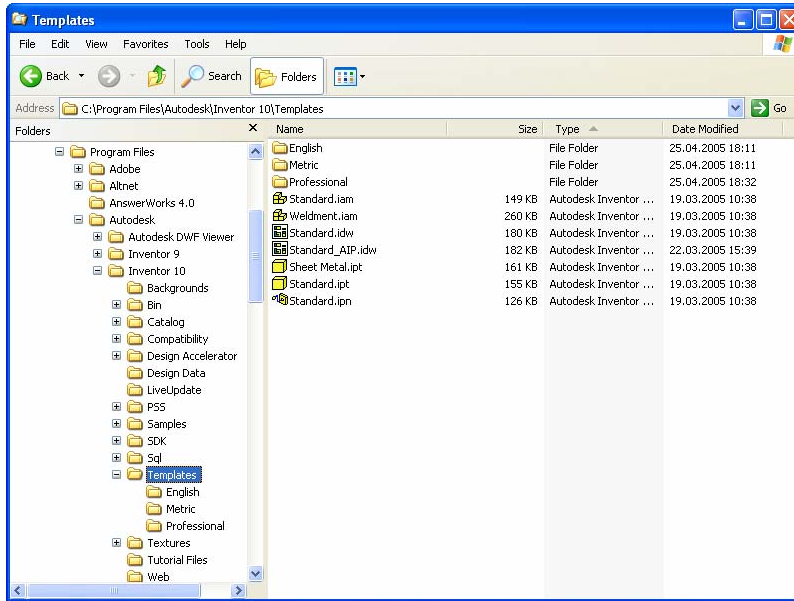 Templates
File Edit View Favorites Tools Help
Back Search Folders
Address C:\Program Files\Autodesk\Inventor 10\Templates Go
Folders
Program Files
Adobe
Altnet
AnswerWorks 4.0
Autodesk
Autodesk DWF Viewer
Inventor 9
Inventor 10
Backgrounds
Bin
Catalog
Compatibility
Design Accelerator
Design Data
LiveUpdate
PSS
Samples
SDK
Sql
Templates
English
Metric
Professional
Textures
Tutorial Files
Web
Name Size Type Date Modified
English File Folder 25.04.2005 18:11
Metric File Folder 25.04.2005 18:11
Professional File Folder 25.04.2005 18:32
Standard.iam 149 KB Autodesk Inventor ... 19.03.2005 10:38
Weldment.iam 260 KB Autodesk Inventor ... 19.03.2005 10:38
Standard.idw 180 KB Autodesk Inventor ... 19.03.2005 10:38
Standard_AIP.idw 182 KB Autodesk Inventor ... 22.03.2005 15:39
Sheet Metal.ipt 161 KB Autodesk Inventor ... 19.03.2005 10:38
Standard.ipt 155 KB Autodesk Inventor ... 19.03.2005 10:38
Standard.ipn 126 KB Autodesk Inventor ... 19.03.2005 10:38